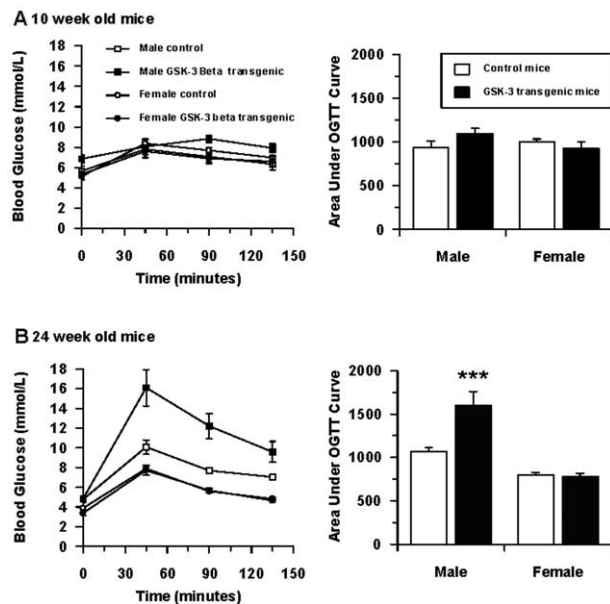 A 10 week old mice
Blood Glucose (mmol/L)
18
16
14
12
10
8
6
4
2
0
Male control
Male GSK-3 Beta transgenic
Female control
Female GSK-3 beta transgenic
0 30 60 90 120 150
Time (minutes)
Area Under OGTT Curve
2000
1500
1000
500
0
Control mice
GSK-3 transgenic mice
Male Female
B 24 week old mice
Blood Glucose (mmol/L)
18
16
14
12
10
8
6
4
2
0
0 30 60 90 120 150
Time (minutes)
Area Under OGTT Curve
2000
1500
1000
500
0
***
Male Female